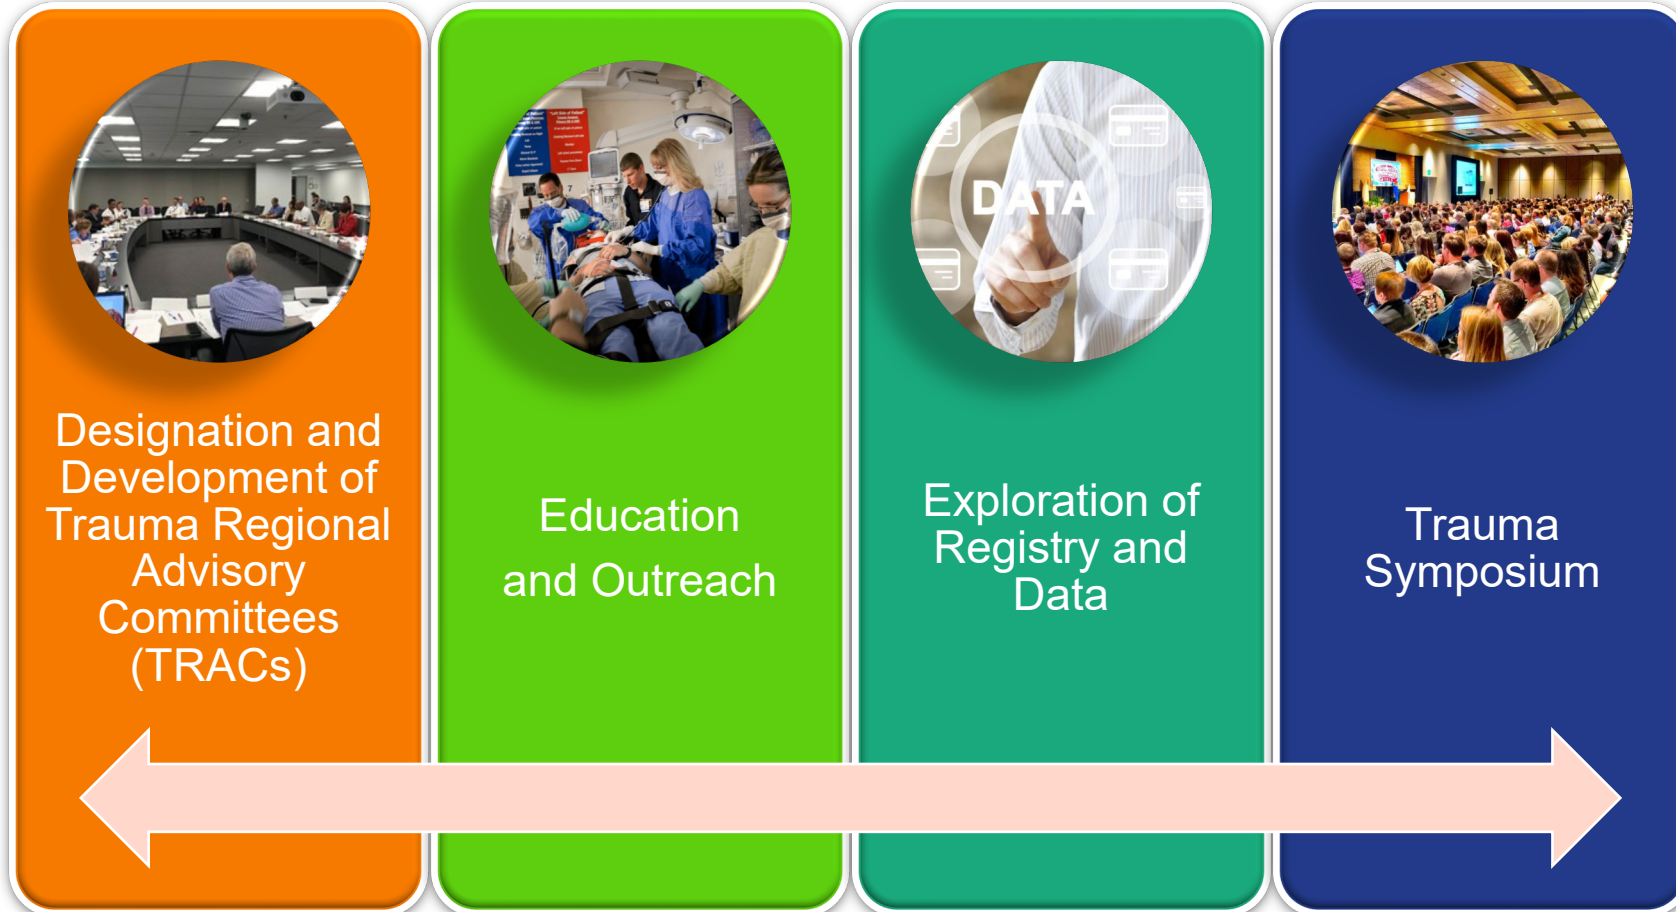 Designation and
Development of
Trauma Regional
Advisory
Committees
(TRACs)
Education
and Outreach
DATA
Exploration of
Registry and
Data
Trauma
Symposium